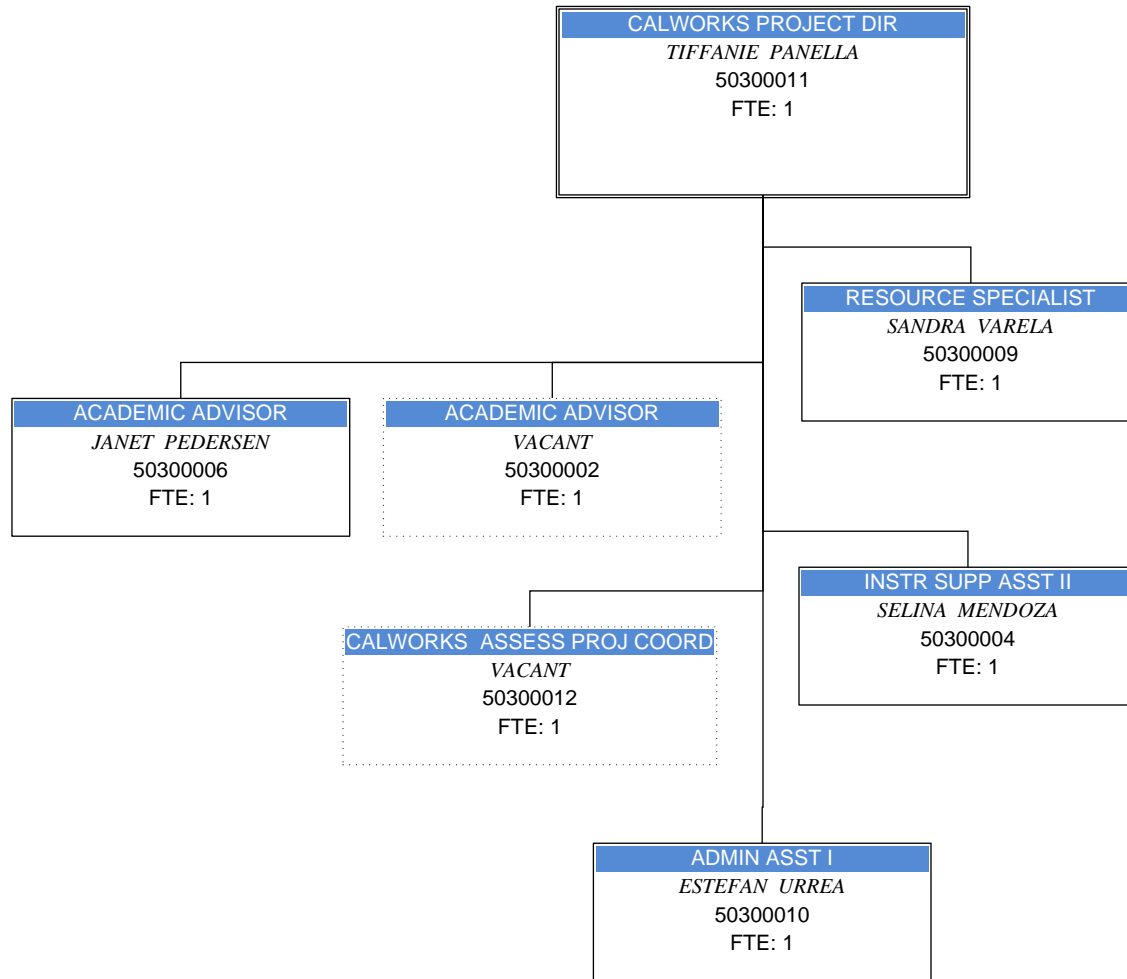 CALWORKS PROJECT DIR
TIFFANIE PANELLA
50300011
FTE: 1
RESOURCE SPECIALIST
SANDRA VARELA
50300009
FTE: 1
ACADEMIC ADVISOR
JANET PEDERSEN
50300006
FTE: 1
ACADEMIC ADVISOR
VACANT
50300002
FTE: 1
INSTR SUPP ASST II
SELINA MENDOZA
50300004
FTE: 1
CALWORKS ASSESS PROJ COORD
VACANT
50300012
FTE: 1
ADMIN ASST I
ESTEFAN URREA
50300010
FTE: 1